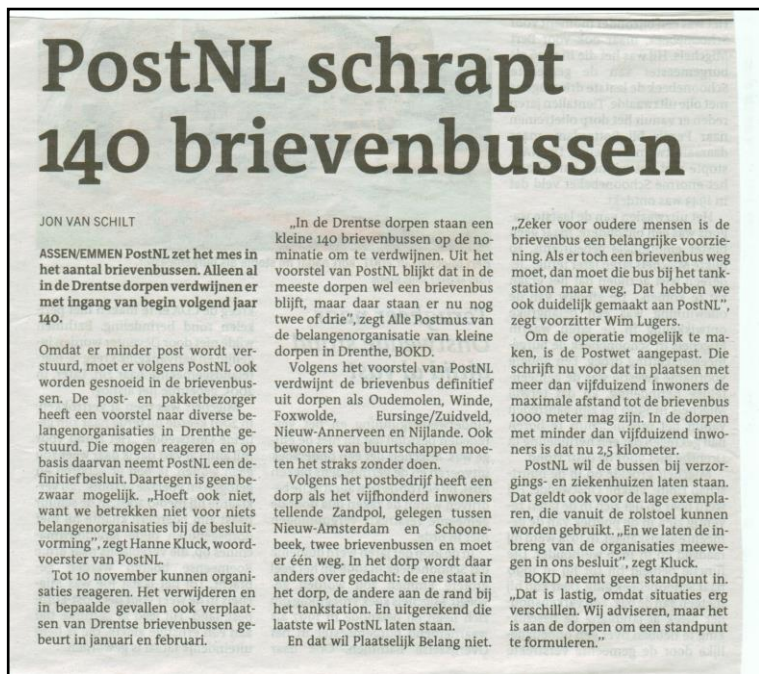 PostNL schrapt
140 brievenbussen
JON VAN SCHILT
ASSEN/EMMEN PostNL zet het mes in
het aantal brievenbussen. Alleen al
in de Drentse dorpen verdwijnen er
met ingang van begin volgend jaar
140.
Omdat er minder post wordt ver-
stuurd, moet er volgens PostNL ook
worden gesnoeid in de brievenbus-
sen. De post- en pakketbezorger
heeft een voorstel naar diverse be-
langenorganisaties in Drenthe ge-
stuurd. Die mogen reageren en op
basis daarvan neemt PostNL een de-
finitief besluit. Daartegen is geen be-
zwaar mogelijk. „Hoeft ook niet,
want we betrekken niet voor niets
belangenorganisaties bij de besluit-
vorming”, zegt Hanne Kluck, woord-
voerster van PostNL.
Tot 10 november kunnen organi-
saties reageren. Het verwijderen en
in bepaalde gevallen ook verplaat-
sen van Drentse brievenbussen ge-
beurt in januari en februari.
„In de Drentse dorpen staan een
kleine 140 brievenbussen op de no-
minatie om te verdwijnen. Uit het
voorstel van PostNL blijkt dat in de
meeste dorpen wel een brievenbus
blijft, maar daar staan er nu nog
twee of drie”, zegt Alle Postmus van
de belangenorganisatie van kleine
dorpen in Drenthe, BOKD.
Volgens het voorstel van PostNL
verdwijnt de brievenbus definitief
uit dorpen als Oudemolen, Winde,
Foxwolde, Eursinge/Zuidveld,
Nieuw-Annerveen en Nijlande. Ook
bewoners van buurtschappen moe-
ten het straks zonder doen.
Volgens het postbedrijf heeft een
dorp als het vijfhonderd inwoners
tellende Zandpol, gelegen tussen
Nieuw-Amsterdam en Schoone-
beek, twee brievenbussen en moet
er één weg. In het dorp wordt daar
anders over gedacht: de ene staat in
het dorp, de andere aan de rand bij
het tankstation. En uitgerekend die
laatste wil PostNL laten staan.
En dat wil Plaatselijk Belang niet.
„Zeker voor oudere mensen is de
brievenbus een belangrijke voorzie-
ning. Als er toch een brievenbus weg
moet, dan moet die bus bij het tank-
station maar weg. Dat hebben we
ook duidelijk gemaakt aan PostNL”,
zegt voorzitter Wim Lugers.
Om de operatie mogelijk te ma-
ken, is de Postwet aangepast. Die
schrijft nu voor dat in plaatsen met
meer dan vijfduizend inwoners de
maximale afstand tot de brievenbus
1000 meter mag zijn. In de dorpen
met minder dan vijfduizend inwo-
ners is dat nu 2,5 kilometer.
PostNL wil de bussen bij verzor-
gings- en ziekenhuizen laten staan.
Dat geldt ook voor de lage exempla-
ren, die vanuit de rolstoel kunnen
worden gebruikt. „En we laten de in-
breng van de organisaties meewe-
gen in ons besluit”, zegt Kluck.
BOKD neemt geen standpunt in.
„Dat is lastig, omdat situaties erg
verschillen. Wij adviseren, maar het
is aan de dorpen om een standpunt
te formuleren.”